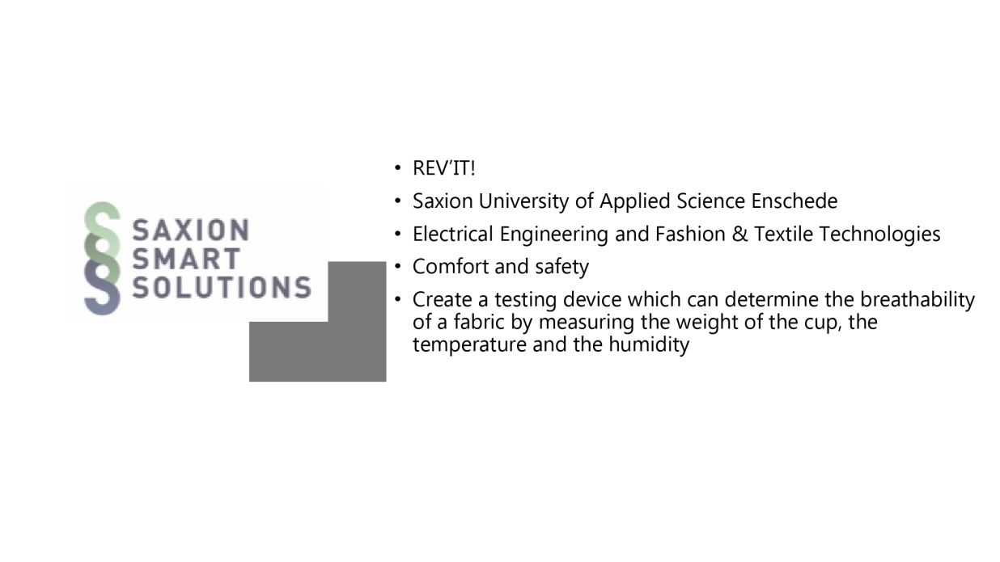 SAXION
SMART
SOLUTIONS
• REV’IT!
• Saxion University of Applied Science Enschede
• Electrical Engineering and Fashion & Textile Technologies
• Comfort and safety
• Create a testing device which can determine the breathability
of a fabric by measuring the weight of the cup, the
temperature and the humidity